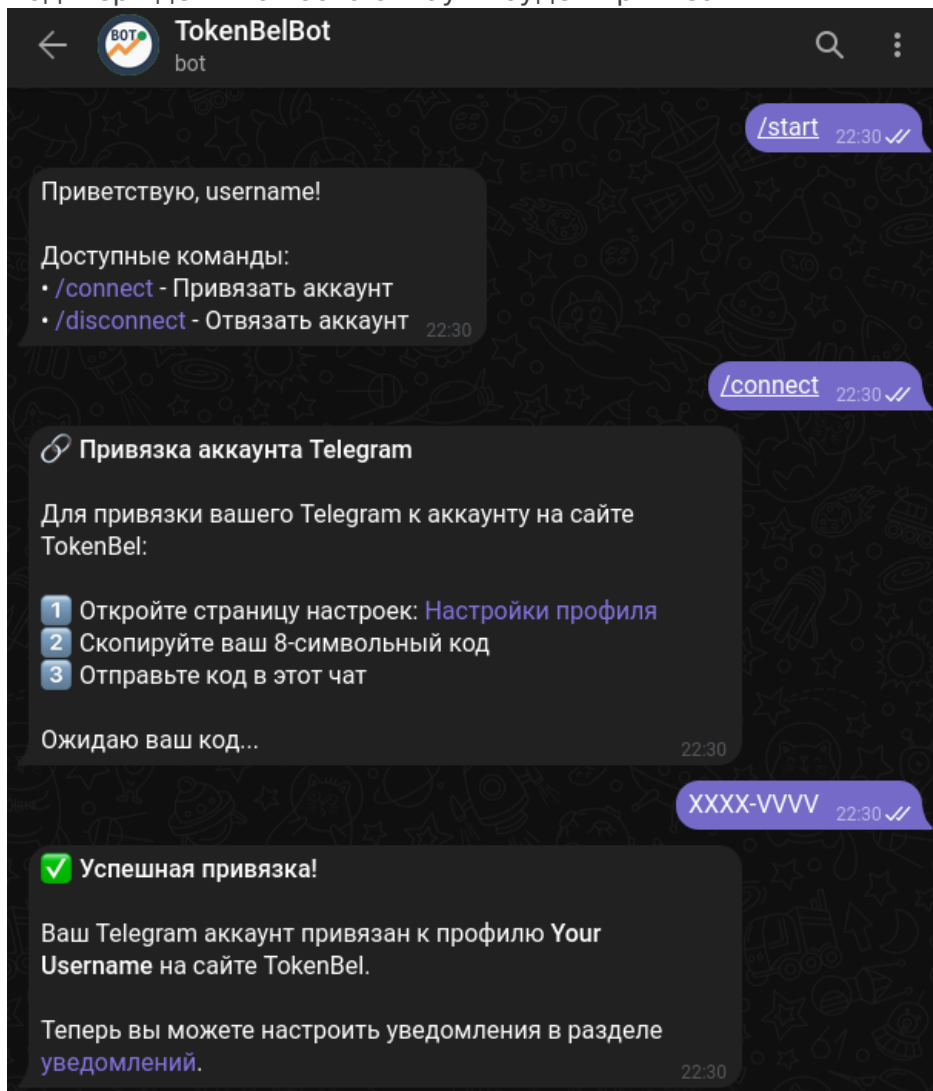 TokenBelBot
BOT
bot
/start 22:30
Приветствую, username!
Доступные команды:
• /connect - Привязать аккаунт
• /disconnect - Отвязать аккаунт 22:30
/connect 22:30
Привязка аккаунта Telegram
Для привязки вашего Telegram к аккаунту на сайте
TokenBel:
1 Откройте страницу настроек: Настройки профиля
2 Скопируйте ваш 8-символьный код
3 Отправьте код в этот чат
Ожидаю ваш код... 22:30
XXXX-VVVV 22:30
Успешная привязка!
Ваш Telegram аккаунт привязан к профилю Your
Username на сайте TokenBel.
Теперь вы можете настроить уведомления в разделе
уведомлений. 22:30